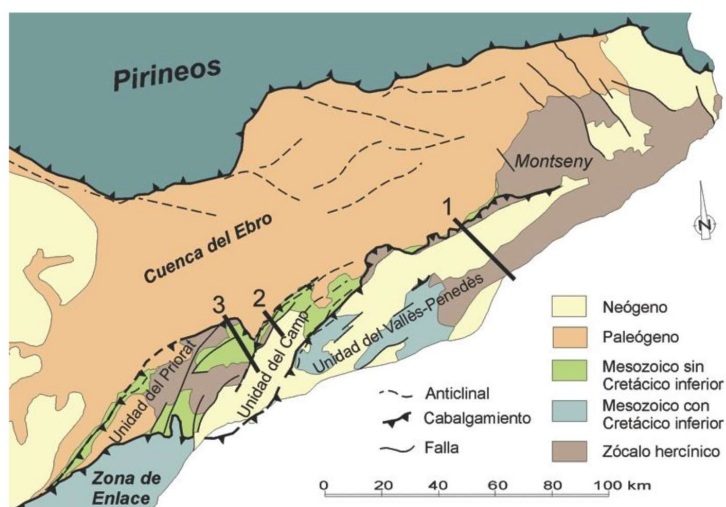 Pirineos
Montseny
1
N
Cuenca del Ebro
3
2
Unidad del Priorat
Unidad del Camp
Unidad del Vallès-Penedès
Zona de
Enlace
Anticlinal
Cabalgamiento
Falla
Neógeno
Paleógeno
Mesozoico sin
Cretácico inferior
Mesozoico con
Cretácico inferior
Zócalo hercínico
0 20 40 60 80 100 km